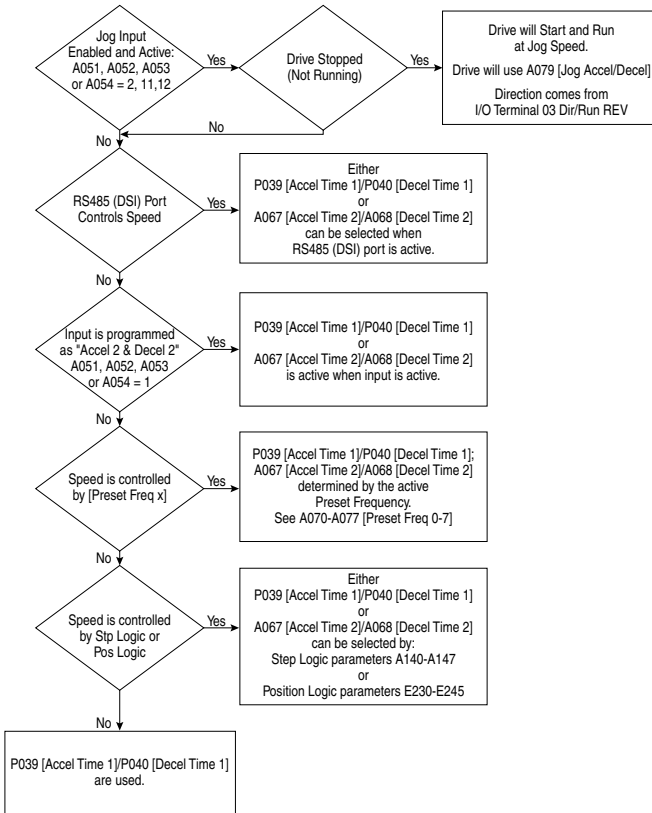 Jog Input
Enabled and Active:
A051, A052, A053
or A054 = 2, 11,12
Yes
Drive Stopped
(Not Running)
Yes
Drive will Start and Run
at Jog Speed.
Drive will use A079 [Jog Accel/Decel]
Direction comes from
I/O Terminal 03 Dir/Run REV
No
No
RS485 (DSI) Port
Controls Speed
Yes
Either
P039 [Accel Time 1]/P040 [Decel Time 1]
or
A067 [Accel Time 2]/A068 [Decel Time 2]
can be selected when
RS485 (DSI) port is active.
No
Input is programmed
as "Accel 2 & Decel 2"
A051, A052, A053
or A054 = 1
Yes
P039 [Accel Time 1]/P040 [Decel Time 1]
or
A067 [Accel Time 2]/A068 [Decel Time 2]
is active when input is active.
No
Speed is controlled
by [Preset Freq x]
Yes
P039 [Accel Time 1]/P040 [Decel Time 1];
A067 [Accel Time 2]/A068 [Decel Time 2]
determined by the active
Preset Frequency.
See A070-A077 [Preset Freq 0-7]
No
Speed is controlled
by Stp Logic or
Pos Logic
Yes
Either
P039 [Accel Time 1]/P040 [Decel Time 1]
or
A067 [Accel Time 2]/A068 [Decel Time 2]
can be selected by:
Step Logic parameters A140-A147
or
Position Logic parameters E230-E245
No
P039 [Accel Time 1]/P040 [Decel Time 1]
are used.